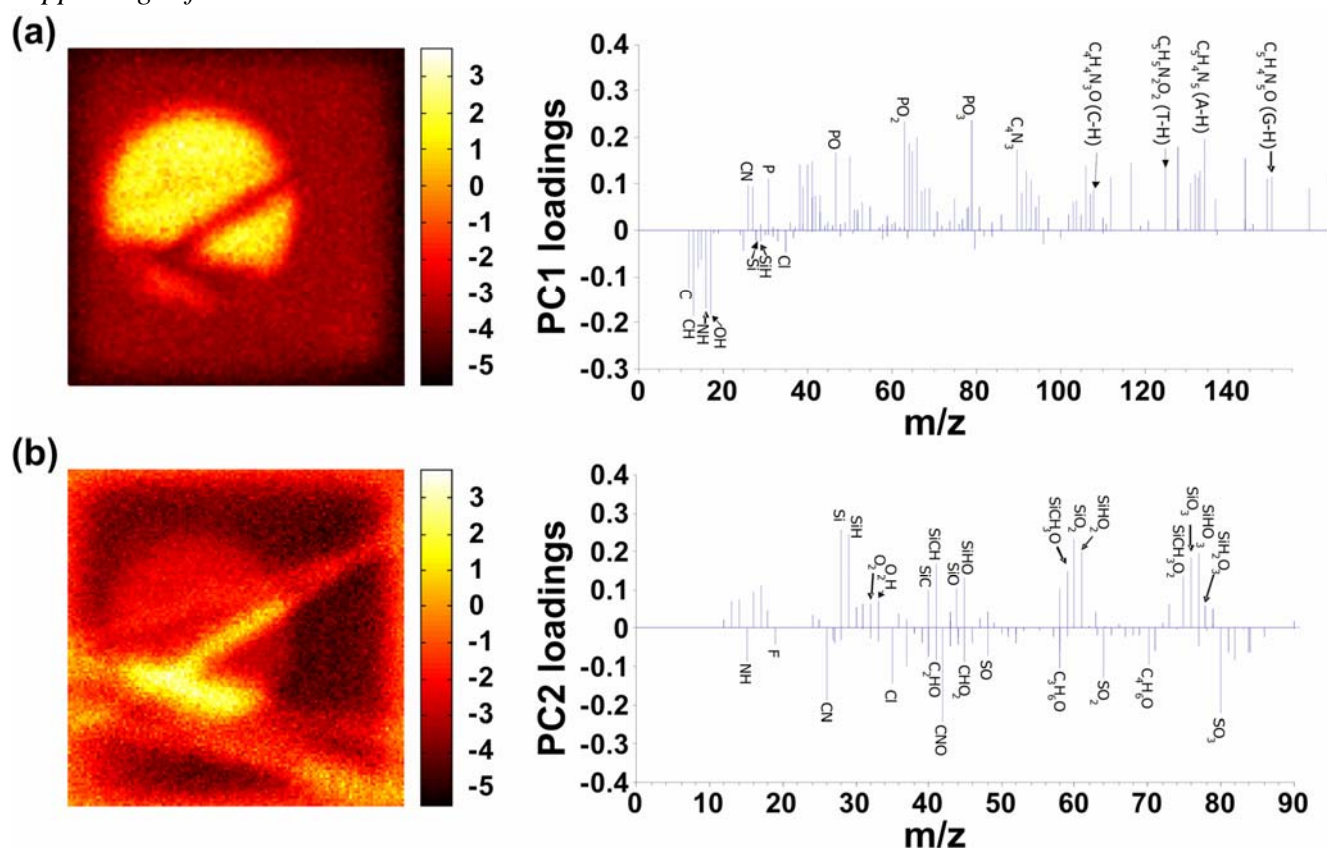 (a)
3
2
1
0
-1
-2
-3
-4
-5
PC1 loadings
0.4
0.3
0.2
0.1
0
-0.1
-0.2
-0.3
0 20 40 60 80 100 120 140
m/z
C
CH
NH
OH
CN
Si
SiH
P
Cl
PO
PO2
PO3
C4N3
C4H4N3O (C-H)
C5H5N2O2 (T-H)
C5H4N5 (A-H)
C5H4N5O (G-H)
(b)
3
2
1
0
-1
-2
-3
-4
-5
PC2 loadings
0.4
0.3
0.2
0.1
0
-0.1
-0.2
-0.3
-0.4
0 10 20 30 40 50 60 70 80 90
m/z
Si
SiH
O2
O2H
SiC
SiCH
SiO
SiHO
SiCH3O
SiO2
SiHO2
SiCH3O2
SiO3
SiHO3
SiH2O3
NH
F
CN
Cl
C2HO
CNO
CHO2
SO
C3H6O
SO2
C4H6O
SO3